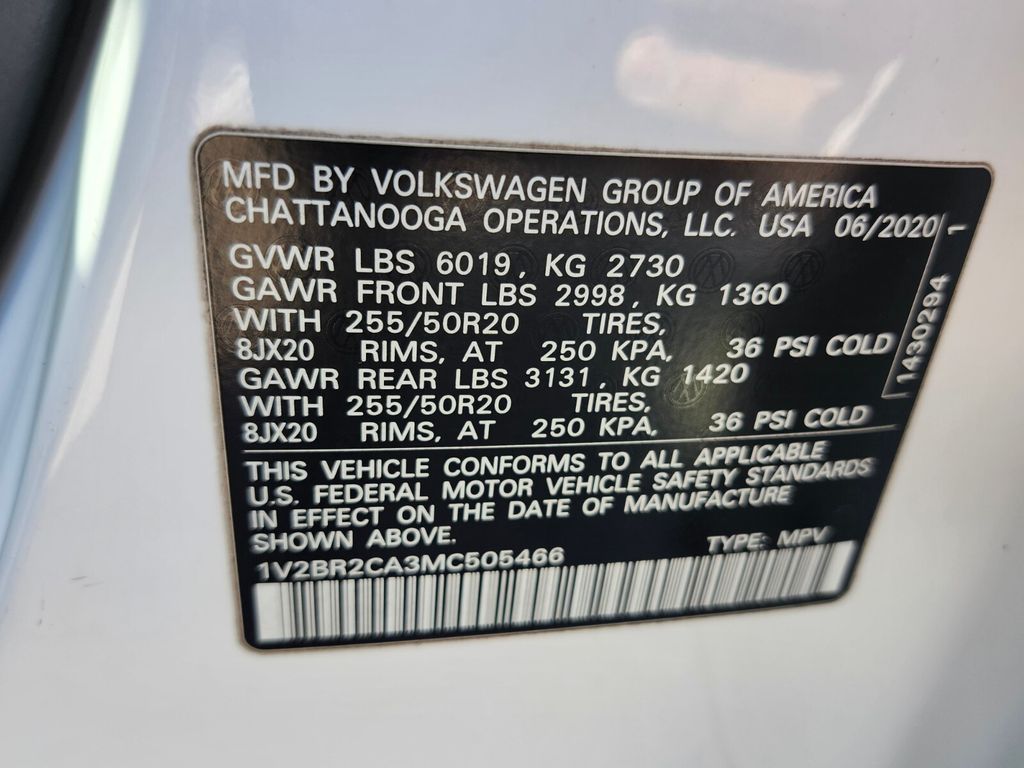 MFD BY VOLKSWAGEN GROUP OF AMERICA
CHATTANOOGA OPERATIONS, LLC. USA 06/2020
GVWR LBS 6019, KG 2730
GAWR FRONT LBS 2998, KG 1360
WITH 255/50R20 TIRES,
8JX20 RIMS, AT 250 KPA, 36 PSI COLD
GAWR REAR LBS 3131, KG 1420
WITH 255/50R20 TIRES,
8JX20 RIMS, AT 250 KPA, 36 PSI COLD
1430294 1
THIS VEHICLE CONFORMS TO ALL APPLICABLE
U.S. FEDERAL MOTOR VEHICLE SAFETY STANDARDS
IN EFFECT ON THE DATE OF MANUFACTURE
SHOWN ABOVE.
TYPE: MPV
1V2BR2CA3MC505466